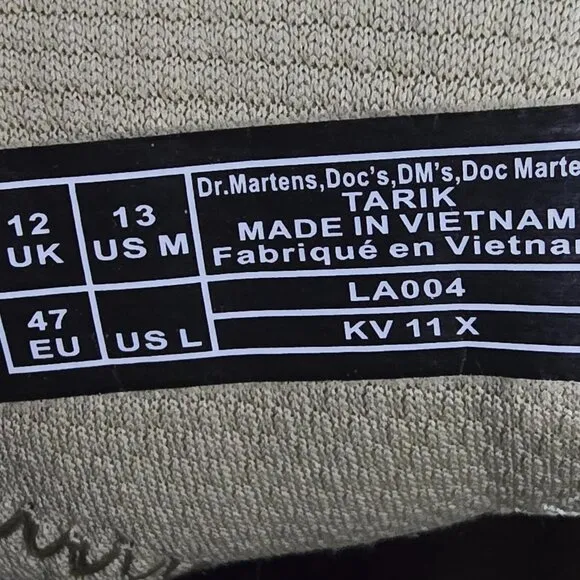 12
UK
13
US M
47
EU
US L
Dr.Martens,Doc's,DM's,Doc Marte
TARIK
MADE IN VIETNAM
Fabriqué en Vietnam
LA004
KV 11 X